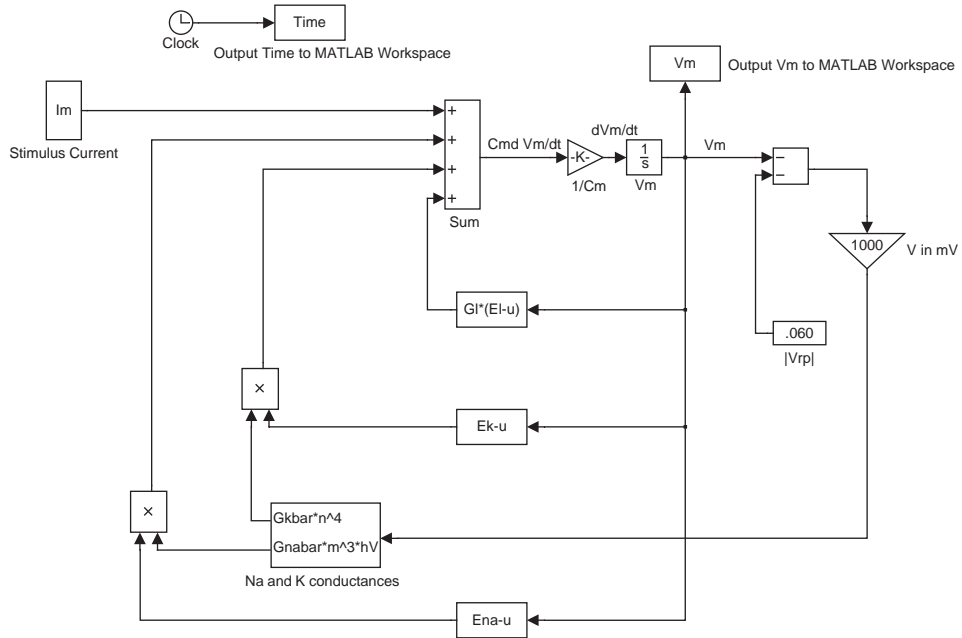 Time
Clock
Output Time to MATLAB Workspace
Vm
Output Vm to MATLAB Workspace
Im
Stimulus Current
+
+
+
+
Sum
Cmd Vm/dt
-K-
1/Cm
dVm/dt
1
s
Vm
Vm
−
−
1000
V in mV
.060
|Vrp|
Gl*(El-u)
×
Ek-u
×
Gkbar*n^4
Gnabar*m^3*hV
Na and K conductances
Ena-u